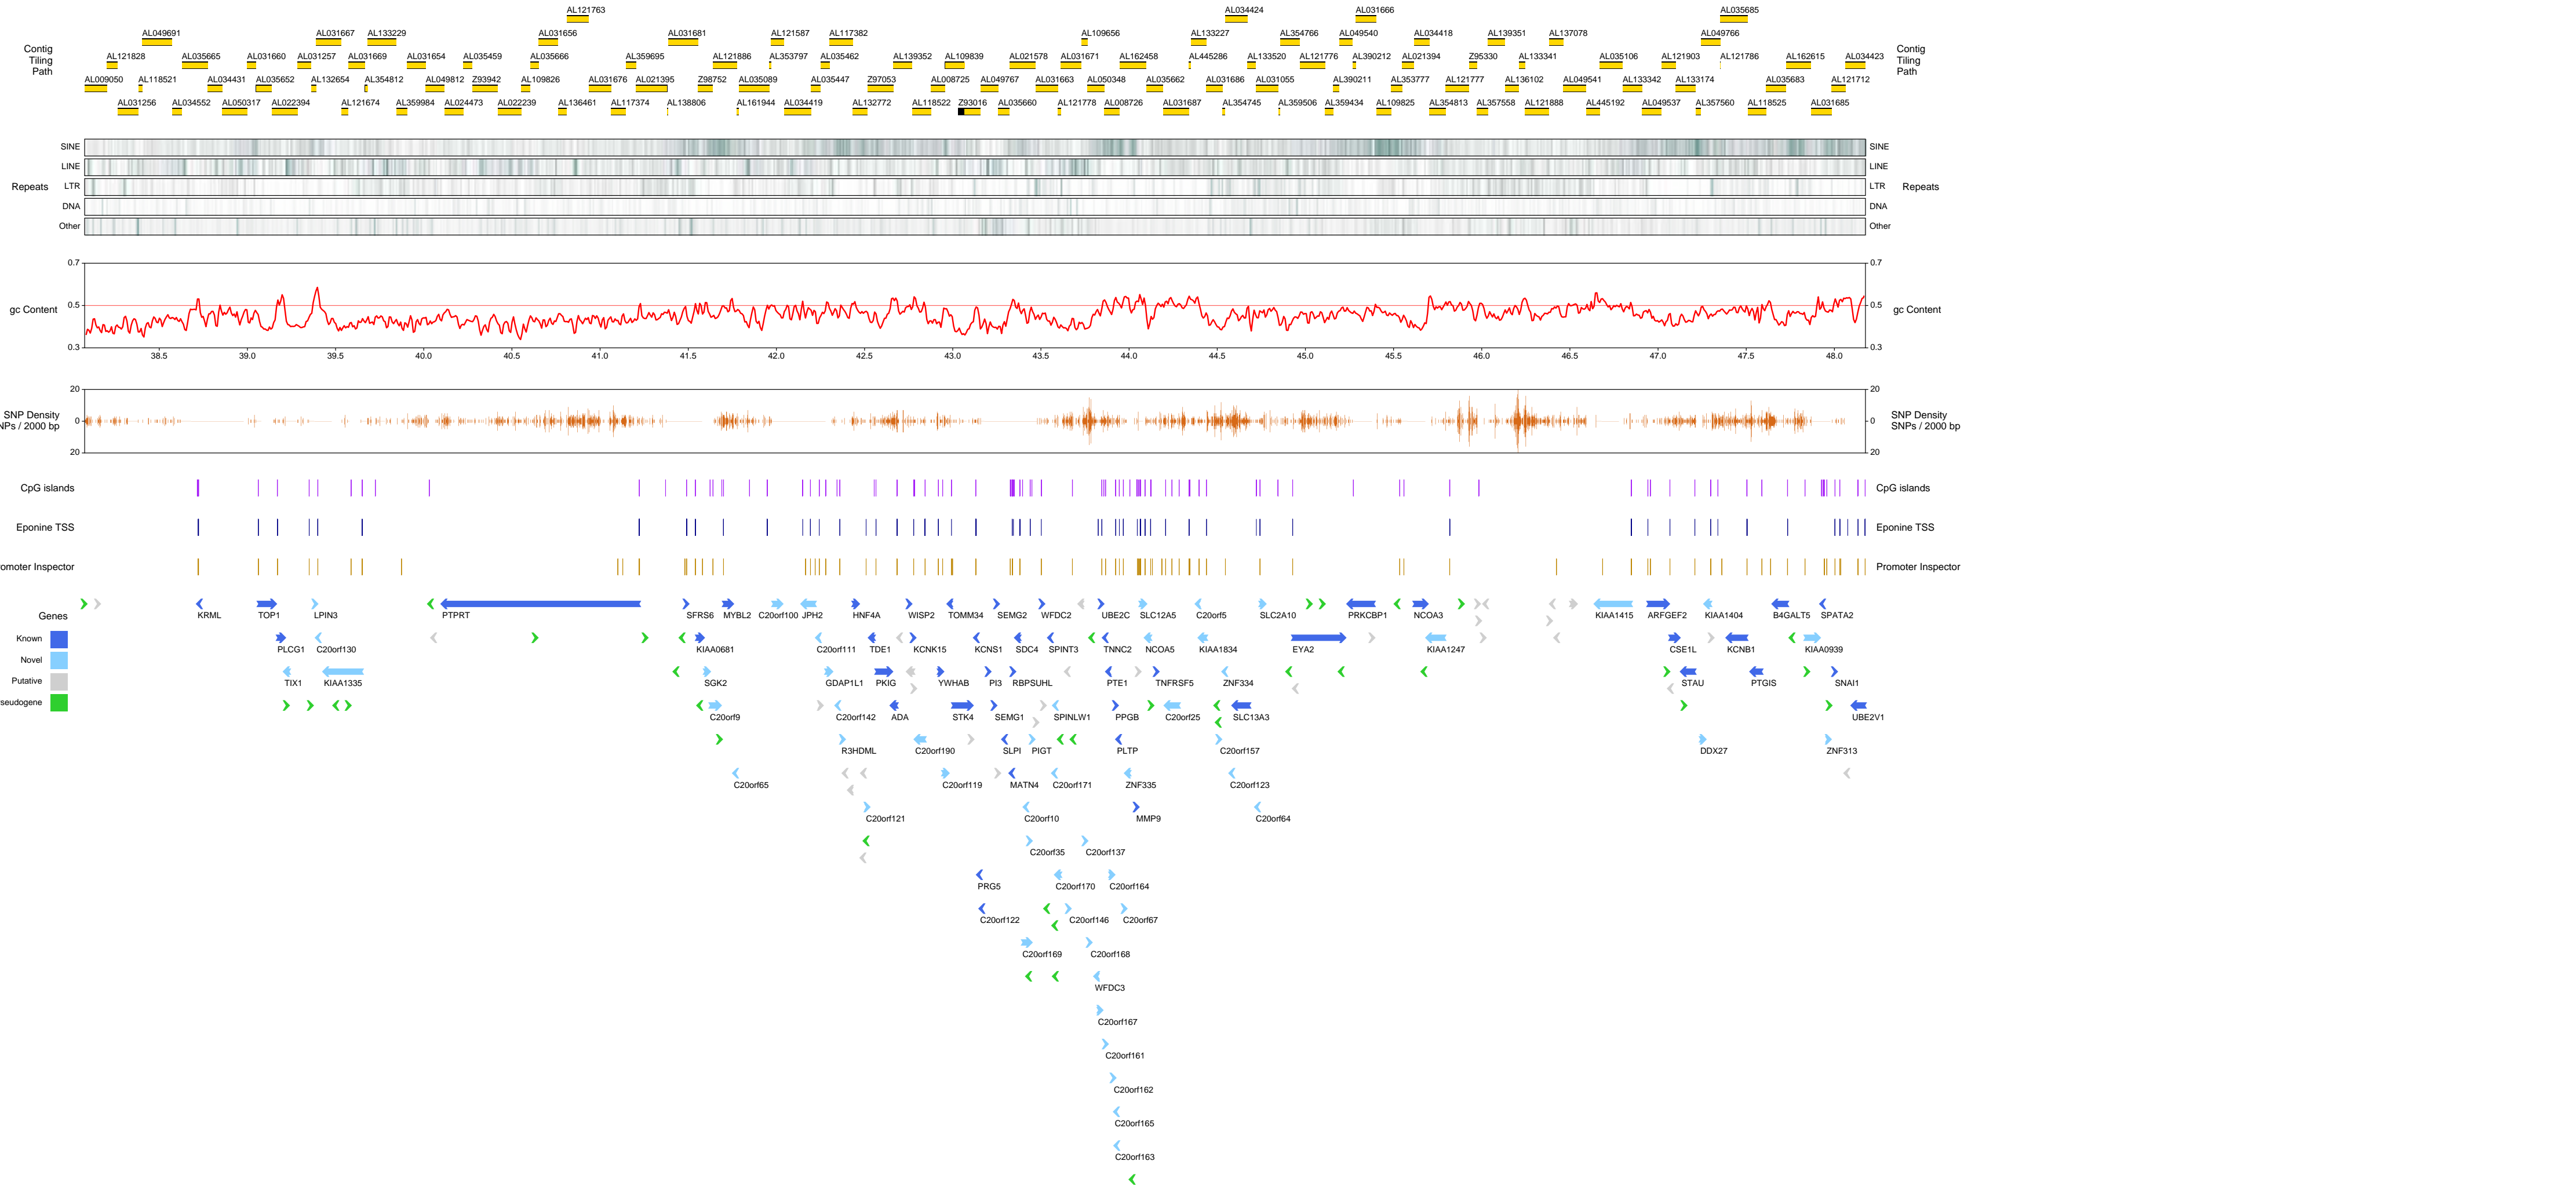 AL121763 AL034424 AL031666 AL035685
AL049691 AL031667 AL133229 AL031656 AL031681 AL121587 AL117382 AL109656 AL133227 AL354766 AL049540 AL034418 AL139351 AL137078 AL049766
Contig
Tiling
Path
AL121828 AL035665 AL031660 AL031257 AL031669 AL031654 AL035459 AL035666 AL359695 AL121886 AL353797 AL035462 AL139352 AL109839 AL021578 AL031671 AL162458 AL445286 AL133520 AL121776 AL390212 AL021394 Z95330 AL133341 AL035106 AL121903 AL121786 AL162615 AL034423
Contig
Tiling
Path
AL009050 AL118521 AL034431 AL035652 AL132654 AL354812 AL049812 Z93942 AL109826 AL031676 AL021395 Z98752 AL035089 AL035447 Z97053 AL008725 AL049767 AL031663 AL050348 AL035662 AL031686 AL031055 AL390211 AL353777 AL121777 AL136102 AL049541 AL133342 AL133174 AL035683 AL121712
AL031256 AL034552 AL050317 AL022394 AL121674 AL359984 AL024473 AL022239 AL136461 AL117374 AL138806 AL161944 AL034419 AL132772 AL118522 Z93016 AL035660 AL121778 AL008726 AL031687 AL354745 AL359506 AL359434 AL109825 AL354813 AL357558 AL121888 AL445192 AL049537 AL357560 AL118525 AL031685
SINE SINE
LINE LINE
Repeats LTR LTR Repeats
DNA DNA
Other Other
0.7 0.7
gc Content 0.5 0.5 gc Content
0.3 0.3
38.5 39.0 39.5 40.0 40.5 41.0 41.5 42.0 42.5 43.0 43.5 44.0 44.5 45.0 45.5 46.0 46.5 47.0 47.5 48.0
20 20
SNP Density 0 0 SNP Density
NPs / 2000 bp SNPs / 2000 bp
20 20
CpG islands CpG islands
Eponine TSS Eponine TSS
omoter Inspector Promoter Inspector
Genes KRML TOP1 LPIN3 PTPRT SFRS6 MYBL2 C20orf100 JPH2 HNF4A WISP2 TOMM34 SEMG2 WFDC2 UBE2C SLC12A5 C20orf5 SLC2A10 PRKCBP1 NCOA3 KIAA1415 ARFGEF2 KIAA1404 B4GALT5 SPATA2
Known PLCG1 C20orf130 KIAA0681 C20orf111 TDE1 KCNK15 KCNS1 SDC4 SPINT3 TNNC2 NCOA5 KIAA1834 EYA2 KIAA1247 CSE1L KCNB1 KIAA0939
Novel
Putative TIX1 KIAA1335 SGK2 GDAP1L1 PKIG YWHAB PI3 RBPSUHL PTE1 TNFRSF5 ZNF334 STAU PTGIS SNAI1
seudogene C20orf9 C20orf142 ADA STK4 SEMG1 SPINLW1 PPGB C20orf25 SLC13A3 UBE2V1
R3HDML C20orf190 SLPI PIGT PLTP C20orf157 DDX27 ZNF313
C20orf65 C20orf119 MATN4 C20orf171 ZNF335 C20orf123
C20orf121 C20orf10 MMP9 C20orf64
C20orf35 C20orf137
PRG5 C20orf170 C20orf164
C20orf122 C20orf146 C20orf67
C20orf169 C20orf168
WFDC3
C20orf167
C20orf161
C20orf162
C20orf165
C20orf163